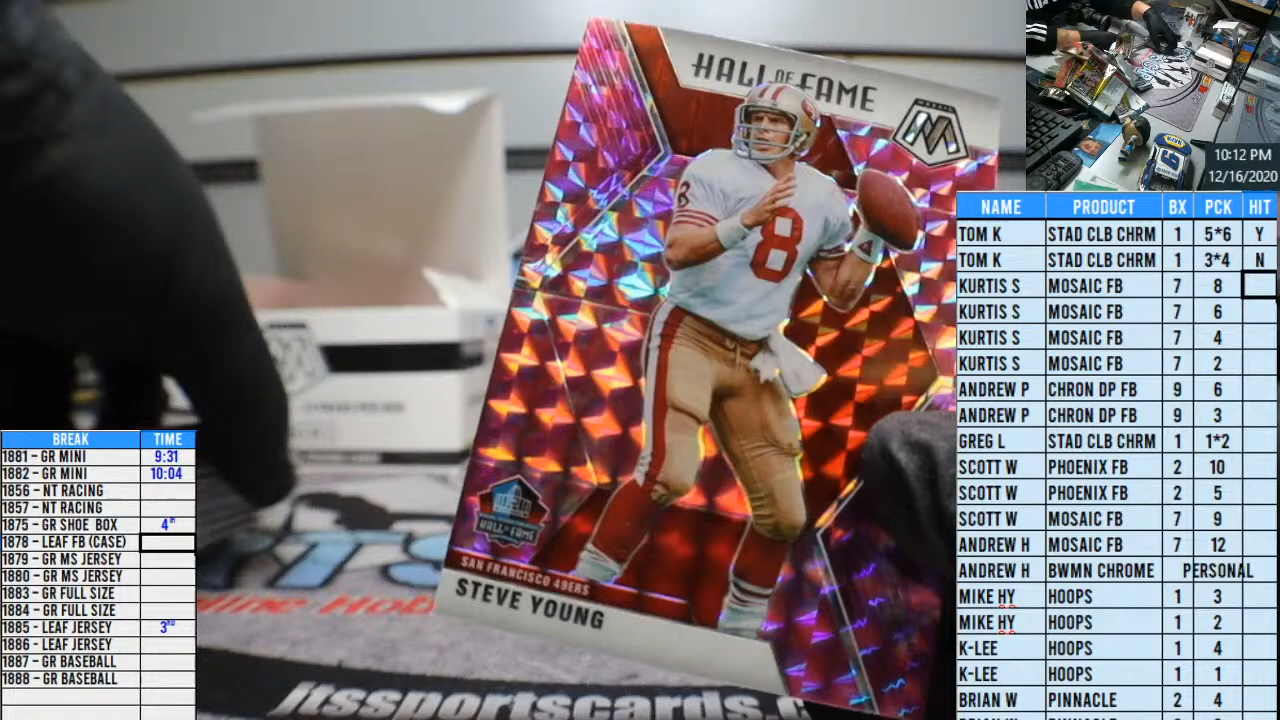 HALL OF FAME
MOSAIC
M
8
8
HALL OF FAME
SAN FRANCISCO 49ERS
STEVE YOUNG
jtssportscards.c
10:12 PM
12/16/2020
NAME PRODUCT BX PCK HIT
TOM K STAD CLB CHRM 1 5*6 Y
TOM K STAD CLB CHRM 1 3*4 N
KURTIS S MOSAIC FB 7 8
KURTIS S MOSAIC FB 7 6
KURTIS S MOSAIC FB 7 4
KURTIS S MOSAIC FB 7 2
ANDREW P CHRON DP FB 9 6
ANDREW P CHRON DP FB 9 3
GREG L STAD CLB CHRM 1 1*2
SCOTT W PHOENIX FB 2 10
SCOTT W PHOENIX FB 2 5
SCOTT W MOSAIC FB 7 9
ANDREW H MOSAIC FB 7 12
ANDREW H BWMN CHROME PERSONAL
MIKE HY HOOPS 1 3
MIKE HY HOOPS 1 2
K-LEE HOOPS 1 4
K-LEE HOOPS 1 1
BRIAN W PINNACLE 2 4
BREAK TIME
1881 - GR MINI 9:31
1882 - GR MINI 10:04
1856 - NT RACING
1857 - NT RACING
1875 - GR SHOE BOX 4TH
1878 - LEAF FB (CASE)
1879 - GR MS JERSEY
1880 - GR MS JERSEY
1883 - GR FULL SIZE
1884 - GR FULL SIZE
1885 - LEAF JERSEY 3RD
1886 - LEAF JERSEY
1887 - GR BASEBALL
1888 - GR BASEBALL